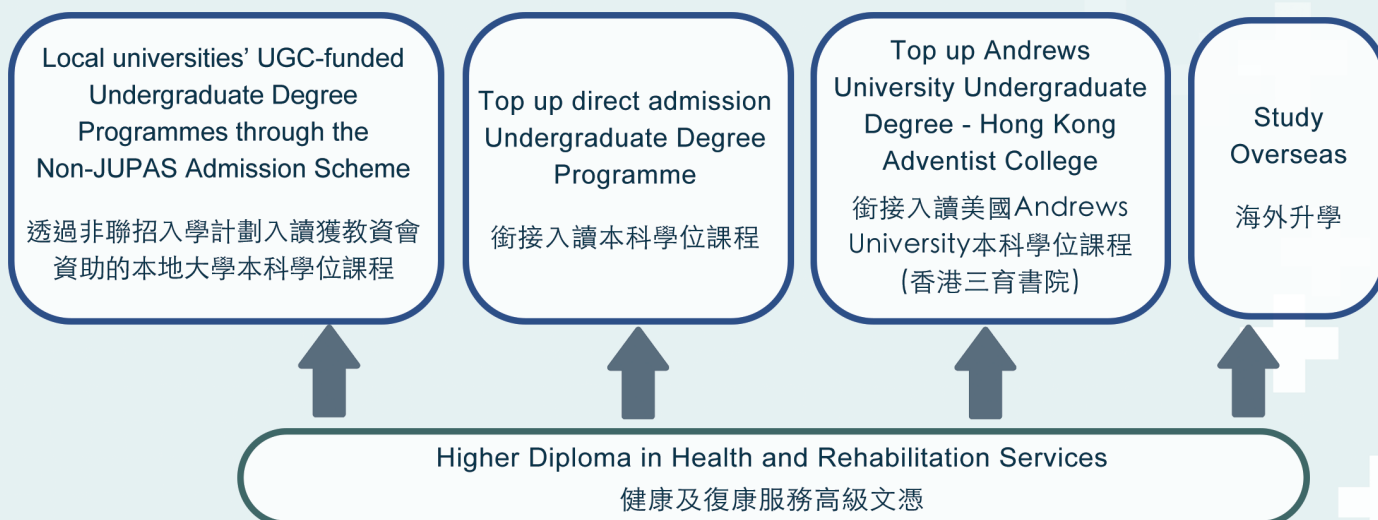 Local universities’ UGC-funded
Undergraduate Degree
Programmes through the
Non-JUPAS Admission Scheme
透過非聯招入學計劃入讀獲教資會
資助的本地大學本科學位課程
Top up direct admission
Undergraduate Degree
Programme
銜接入讀本科學位課程
Top up Andrews
University Undergraduate
Degree - Hong Kong
Adventist College
銜接入讀美國Andrews
University本科學位課程
(香港三育書院)
Study
Overseas
海外升學
Higher Diploma in Health and Rehabilitation Services
健康及復康服務高級文憑